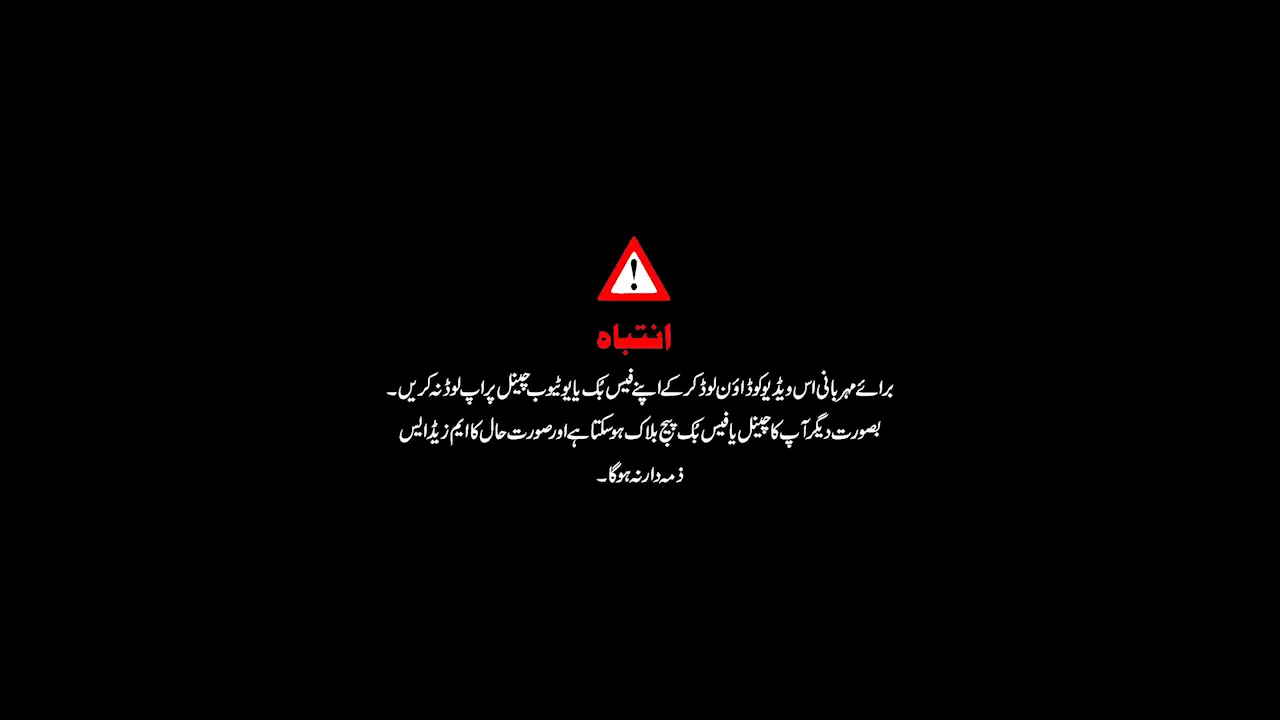 انتباہ
برائے مہربانی اس ویڈیو کو ڈاؤن لوڈ کر کے اپنے فیس بُک یا یوٹیوب چینل پر اپ لوڈ نہ کریں۔
بصورت دیگر آپ کا چینل یا فیس بُک پیج بلاک ہو سکتا ہے اور صورت حال کا ایم زیڈ ایس
ذمہ دار نہ ہوگا۔